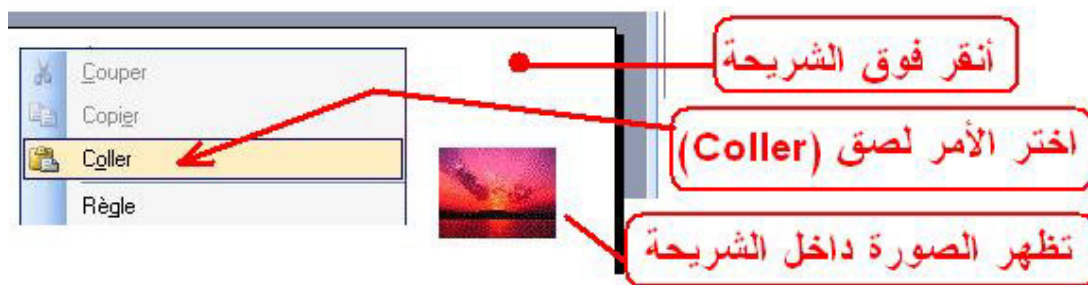 Couper
Copier
Coller
Règle
أنقر فوق الشريحة
اختر الأمر لصق (Coller)
تظهر الصورة داخل الشريحة